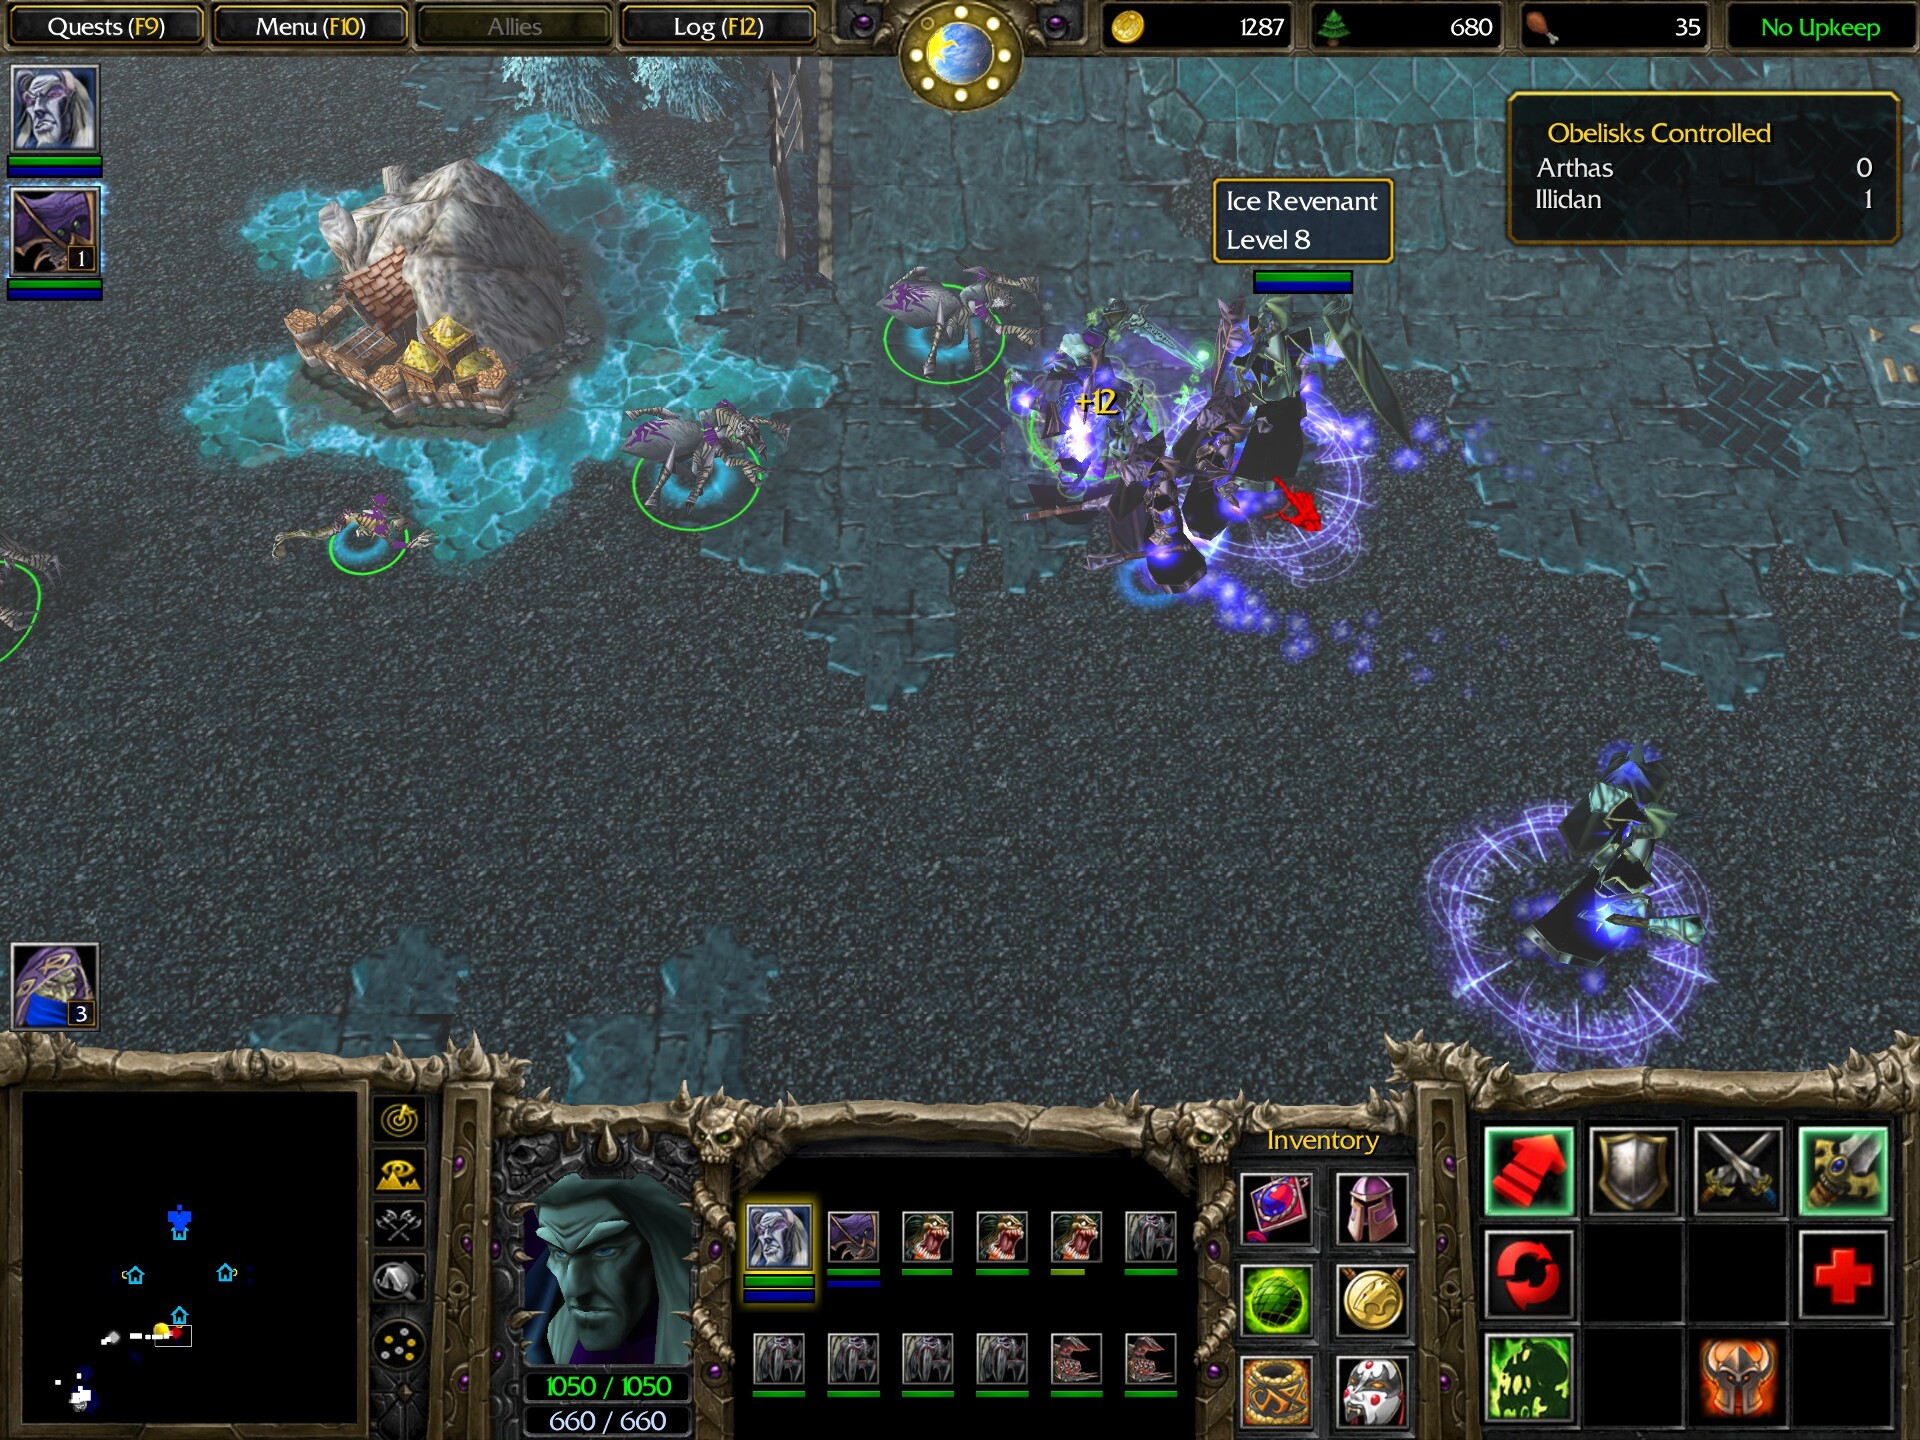 Quests (F9)
Menu (F10)
Allies
Log (F12)
1287
680
35
No Upkeep
Obelisks Controlled
Arthas 0
Illidan 1
Ice Revenant
Level 8
1
+12
3
Inventory
1050 / 1050
660 / 660